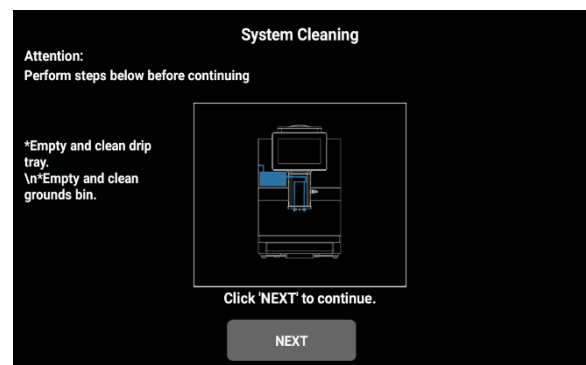 System Cleaning
Attention:
Perform steps below before continuing
*Empty and clean drip
tray.
\n*Empty and clean
grounds bin.
Click 'NEXT' to continue.
NEXT